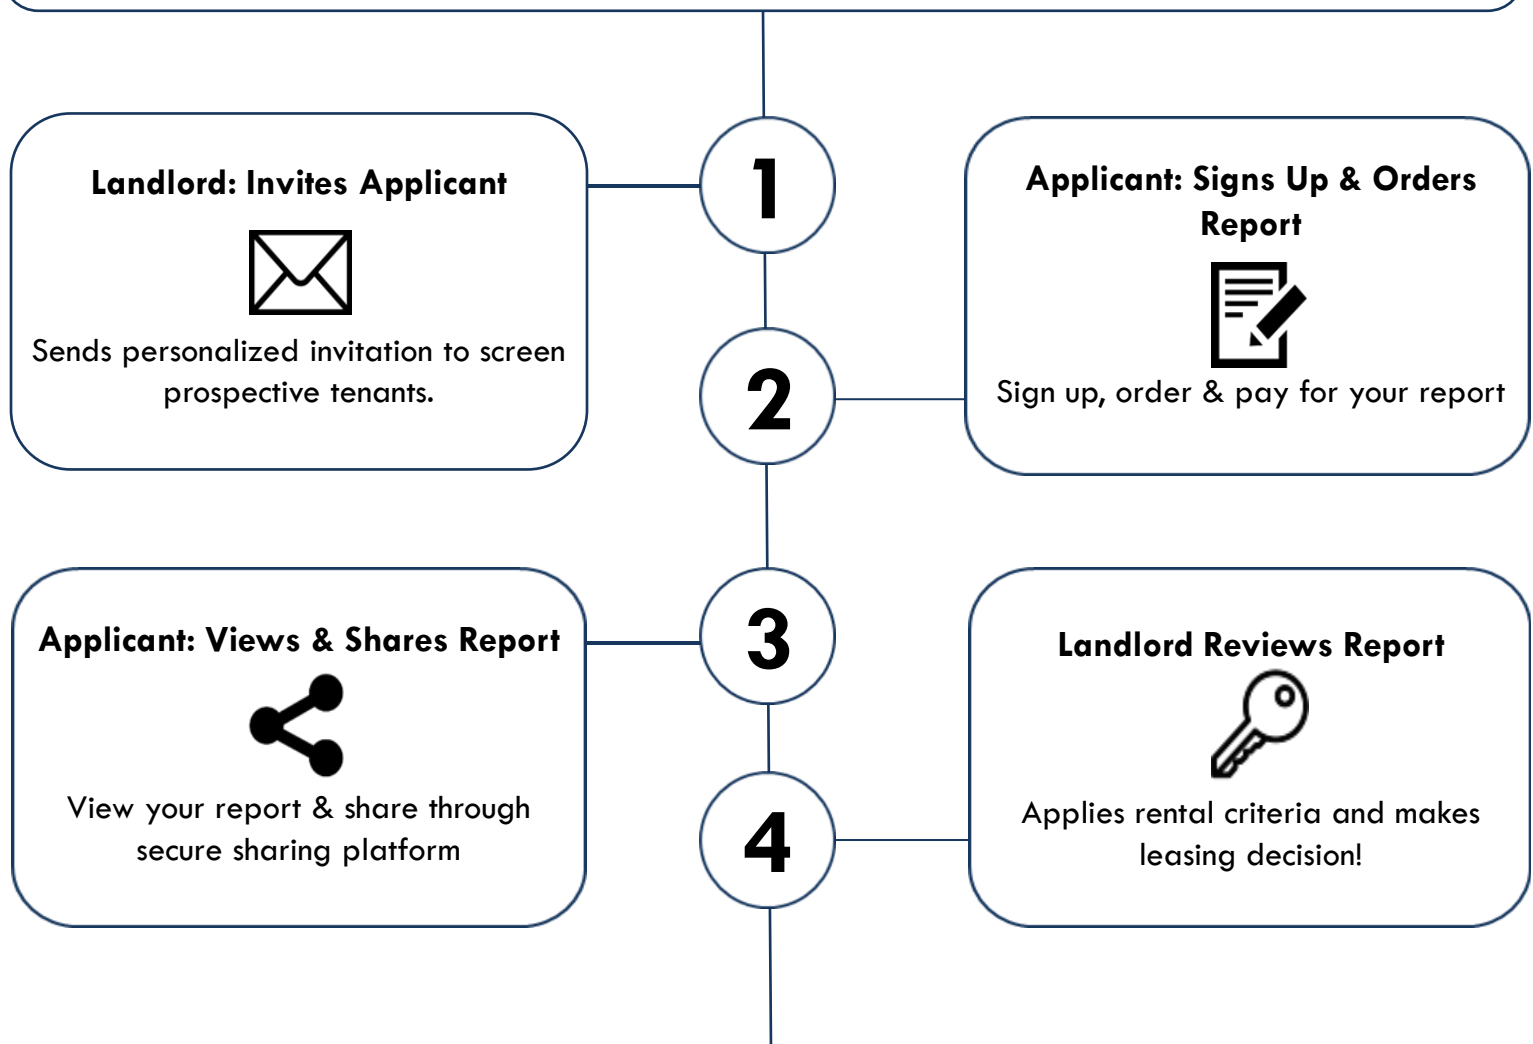 Landlord: Invites Applicant
Sends personalized invitation to screen
prospective tenants.
1
Applicant: Signs Up & Orders
Report
Sign up, order & pay for your report
2
Applicant: Views & Shares Report
View your report & share through
secure sharing platform
3
Landlord Reviews Report
Applies rental criteria and makes
leasing decision!
4